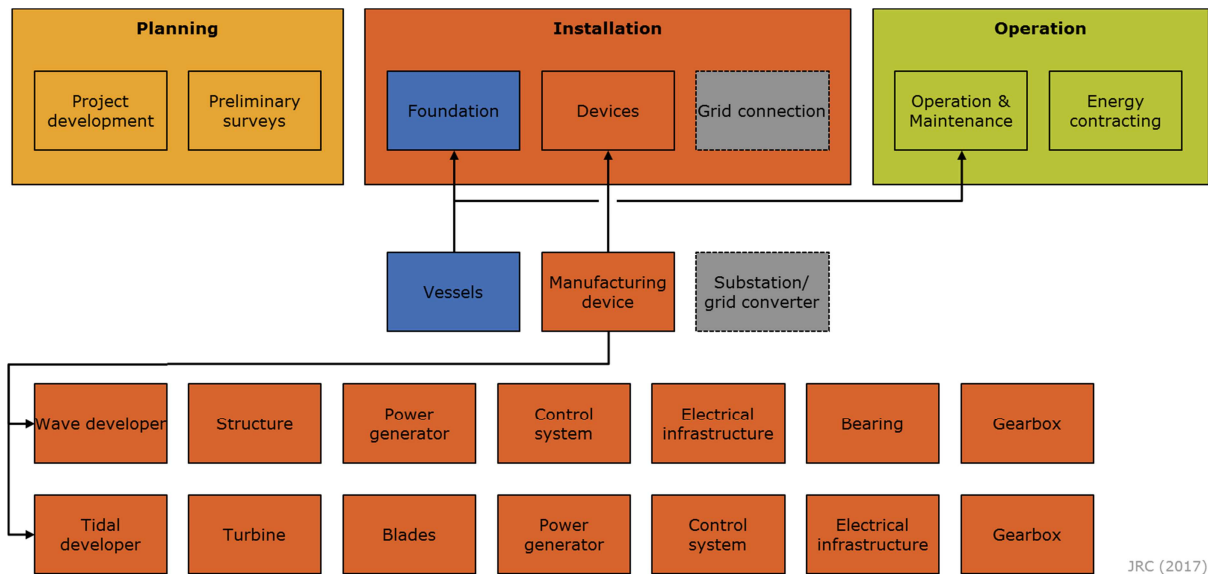 Planning
Installation
Operation
Project
development
Preliminary
surveys
Foundation
Devices
Grid connection
Operation &
Maintenance
Energy
contracting
Vessels
Manufacturing
device
Substation/
grid converter
Wave developer
Structure
Power
generator
Control
system
Electrical
infrastructure
Bearing
Gearbox
Tidal
developer
Turbine
Blades
Power
generator
Control
system
Electrical
infrastructure
Gearbox
JRC (2017)